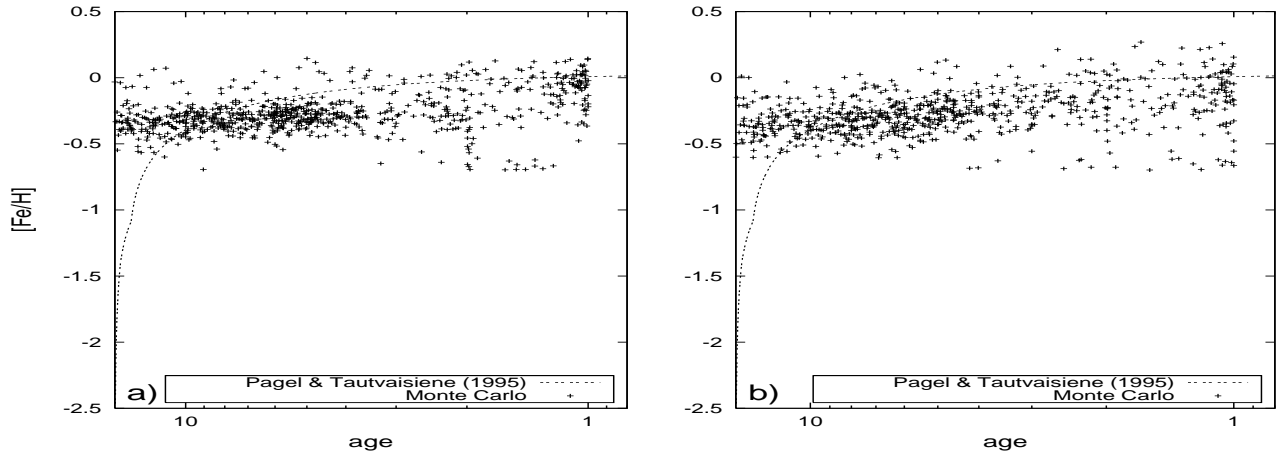 0.5
0
-0.5
-1
-1.5
-2
-2.5
[Fe/H]
10
1
age
a)
Pagel & Tautvaisiene (1995)
Monte Carlo
0.5
0
-0.5
-1
-1.5
-2
-2.5
10
1
age
b)
Pagel & Tautvaisiene (1995)
Monte Carlo